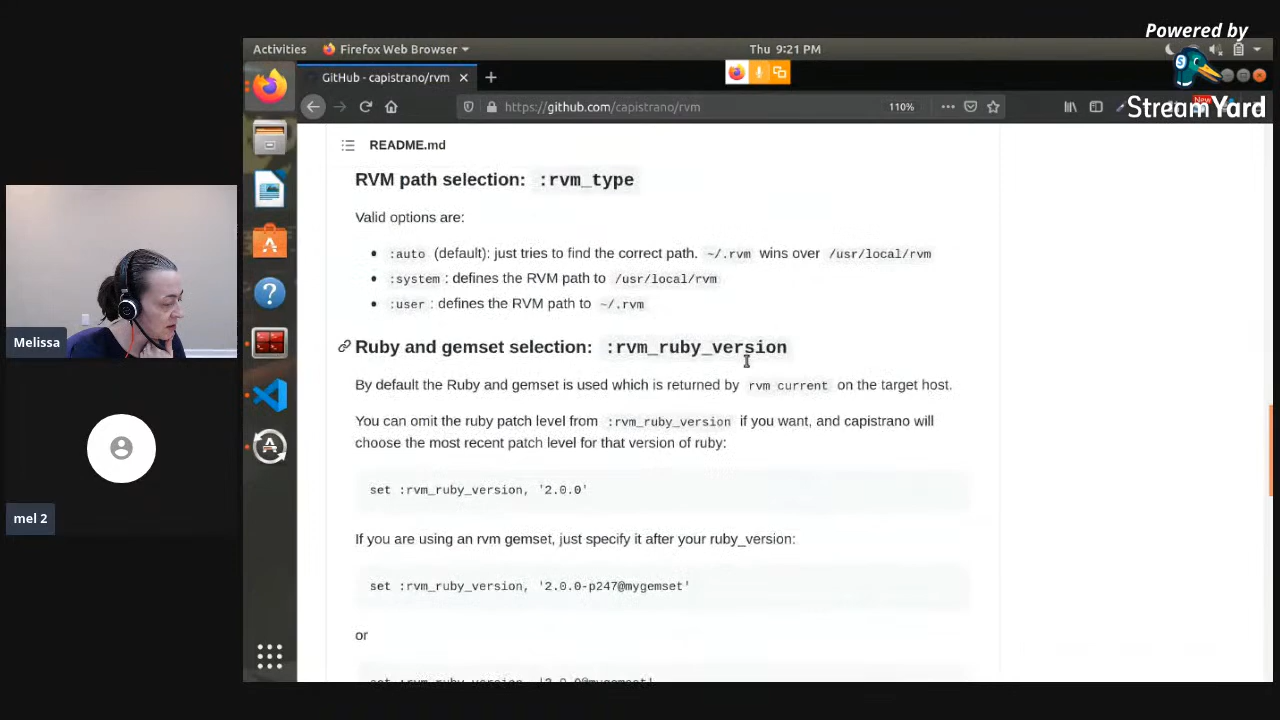 Powered by
StreamYard
Activities
Firefox Web Browser
Thu 9:21 PM
GitHub - capistrano/rvm
https://github.com/capistrano/rvm
110%
README.md
RVM path selection: :rvm_type
Valid options are:
:auto (default): just tries to find the correct path. ~/.rvm wins over /usr/local/rvm
:system : defines the RVM path to /usr/local/rvm
:user : defines the RVM path to ~/.rvm
Ruby and gemset selection: :rvm_ruby_version
By default the Ruby and gemset is used which is returned by rvm current on the target host.
You can omit the ruby patch level from :rvm_ruby_version if you want, and capistrano will
choose the most recent patch level for that version of ruby:
set :rvm_ruby_version, '2.0.0'
If you are using an rvm gemset, just specify it after your ruby_version:
set :rvm_ruby_version, '2.0.0-p247@mygemset'
or
Melissa
mel 2